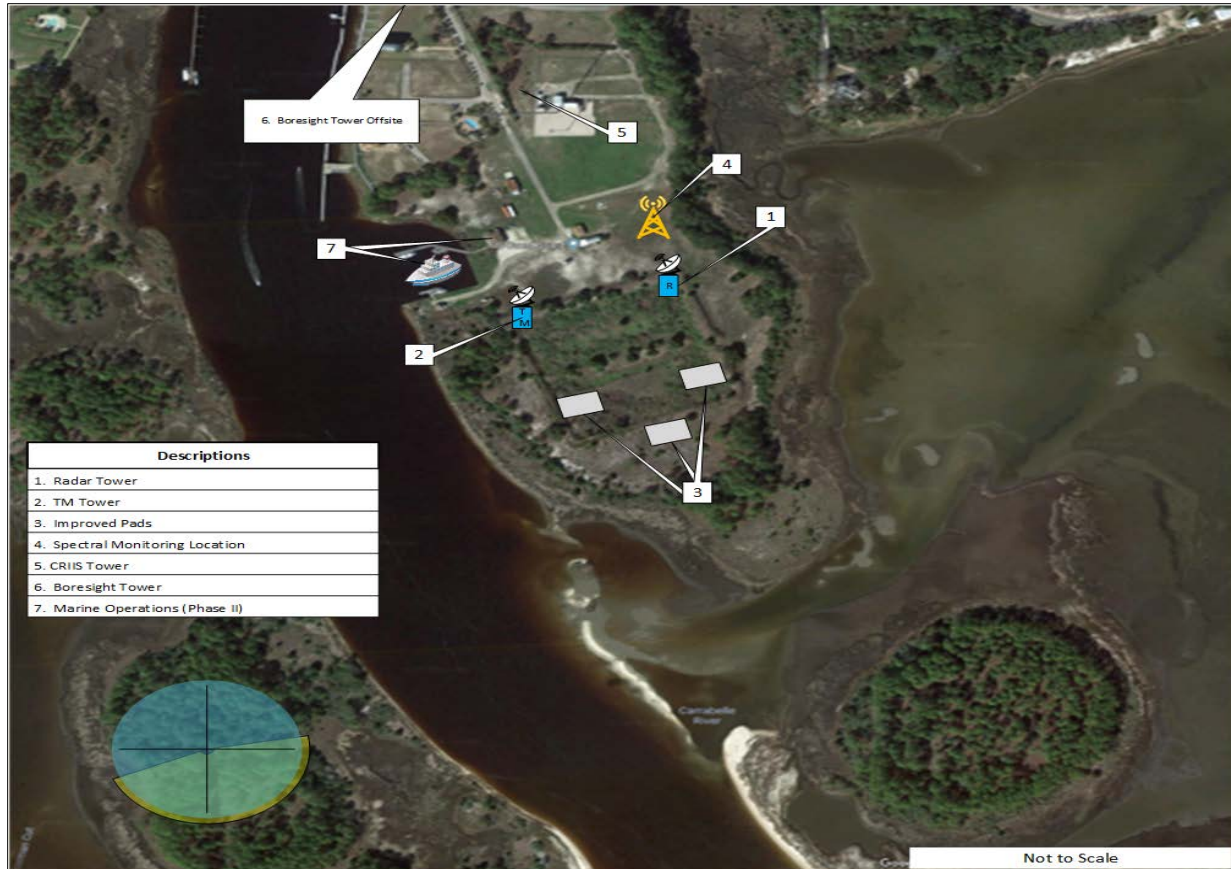 6. Boresight Tower Offsite
5
4
1
R
7
T
M
2
3
Descriptions
1. Radar Tower
2. TM Tower
3. Improved Pads
4. Spectral Monitoring Location
5. CRIIS Tower
6. Boresight Tower
7. Marine Operations (Phase II)
Carrabelle
River
Cut
Goo
Not to Scale